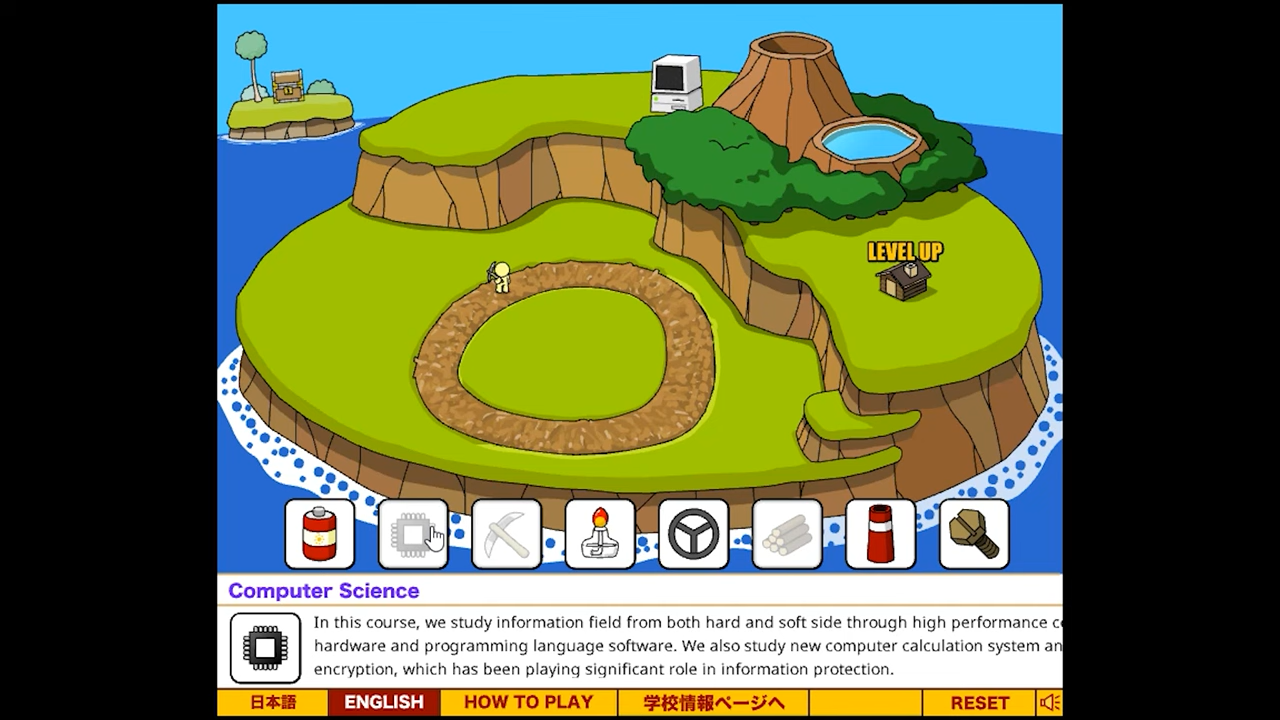 LEVEL UP
Computer Science
In this course, we study information field from both hard and soft side through high performance
hardware and programming language software. We also study new computer calculation system
encryption, which has been playing significant role in information protection.
日本語 ENGLISH HOW TO PLAY 学校情報ページへ RESET